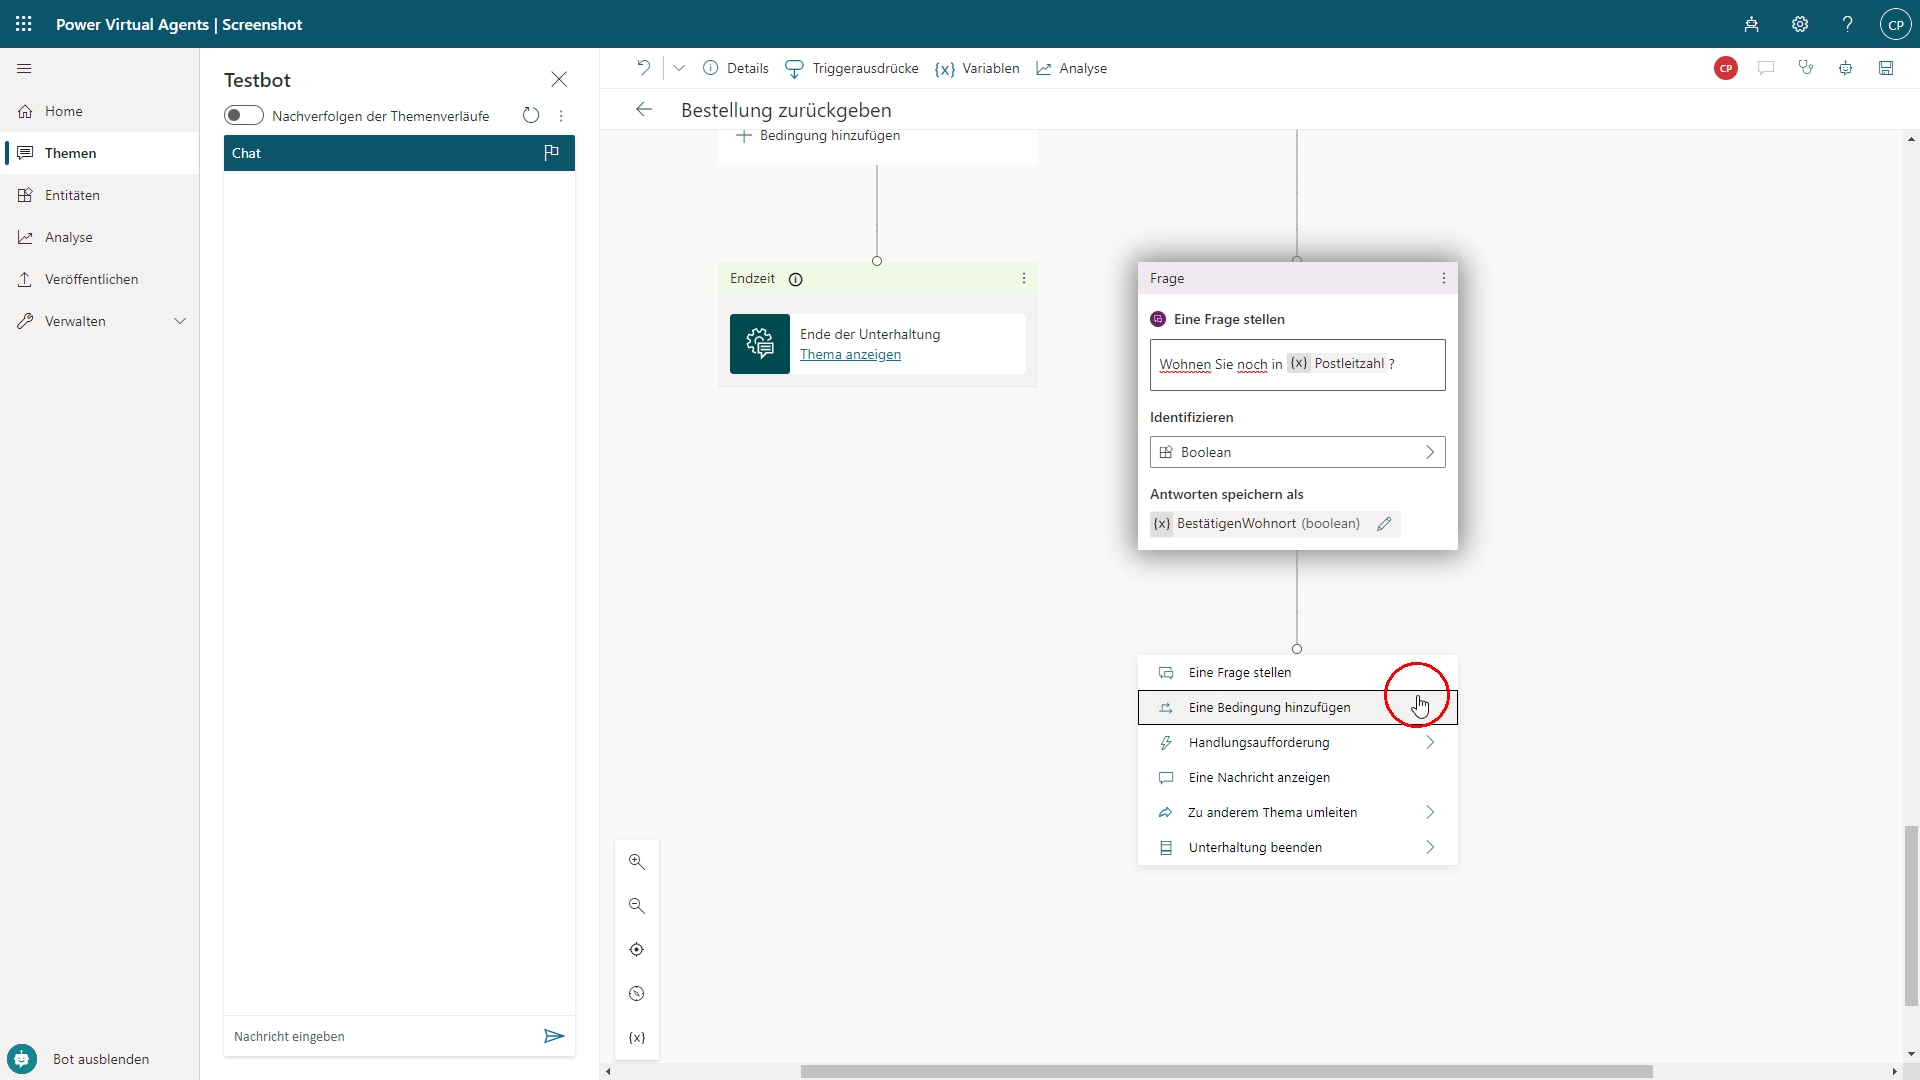 Power Virtual Agents | Screenshot
CP
Home
Themen
Entitäten
Analyse
Veröffentlichen
Verwalten
Bot ausblenden
Testbot
Nachverfolgen der Themenverläufe
Chat
Nachricht eingeben
Details
Triggerausdrücke
{x} Variablen
Analyse
CP
Bestellung zurückgeben
Bedingung hinzufügen
Endzeit
Ende der Unterhaltung
Thema anzeigen
Frage
Eine Frage stellen
Wohnen Sie noch in {x} Postleitzahl ?
Identifizieren
Boolean
Antworten speichern als
{x} BestätigenWohnort (boolean)
Eine Frage stellen
Eine Bedingung hinzufügen
Handlungsaufforderung
Eine Nachricht anzeigen
Zu anderem Thema umleiten
Unterhaltung beenden
{x}